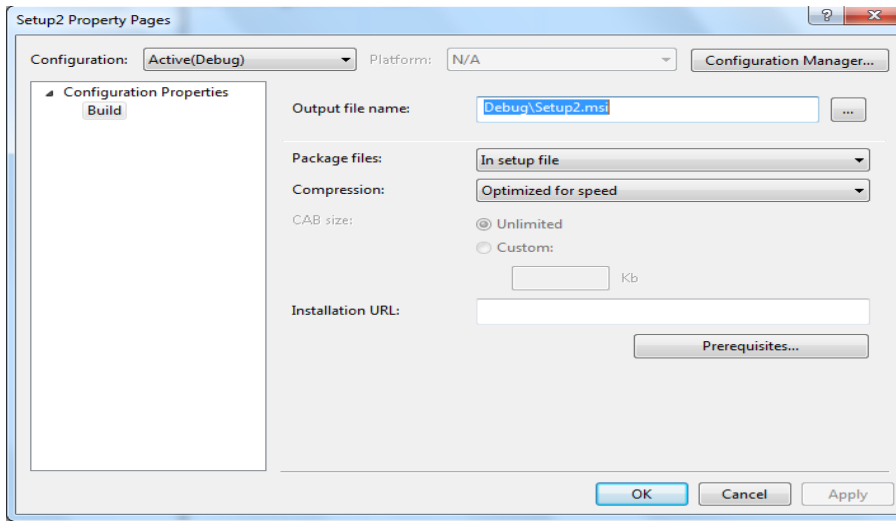 Setup2 Property Pages
Configuration: Active(Debug) Platform: N/A Configuration Manager...
Configuration Properties
Build
Output file name: Debug\Setup2.msi ...
Package files: In setup file
Compression: Optimized for speed
CAB size: Unlimited
Custom:
Kb
Installation URL:
Prerequisites...
OK Cancel Apply